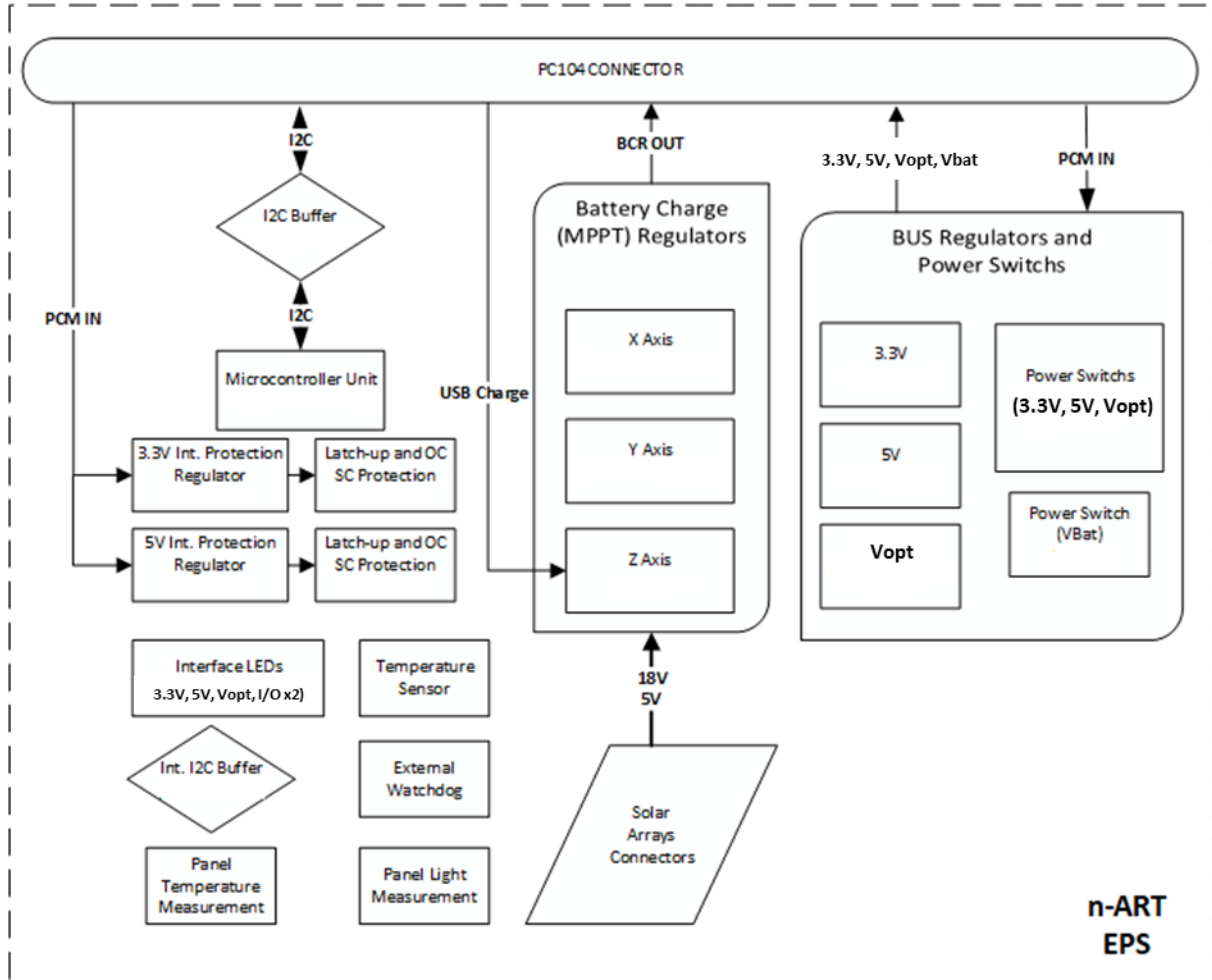 PC104 CONNECTOR
I2C
BCR OUT
3.3V, 5V, Vopt, Vbat
PCM IN
I2C Buffer
I2C
PCM IN
Microcontroller Unit
3.3V Int. Protection
Regulator
Latch-up and OC
SC Protection
5V Int. Protection
Regulator
Latch-up and OC
SC Protection
USB Charge
Battery Charge
(MPPT) Regulators
X Axis
Y Axis
Z Axis
BUS Regulators and
Power Switchs
3.3V
5V
Vopt
Power Switchs
(3.3V, 5V, Vopt)
Power Switch
(VBat)
Interface LEDs
3.3V, 5V, Vopt, I/O x2)
Temperature
Sensor
18V
5V
Int. I2C Buffer
External
Watchdog
Solar
Arrays
Connectors
Panel
Temperature
Measurement
Panel Light
Measurement
n-ART
EPS